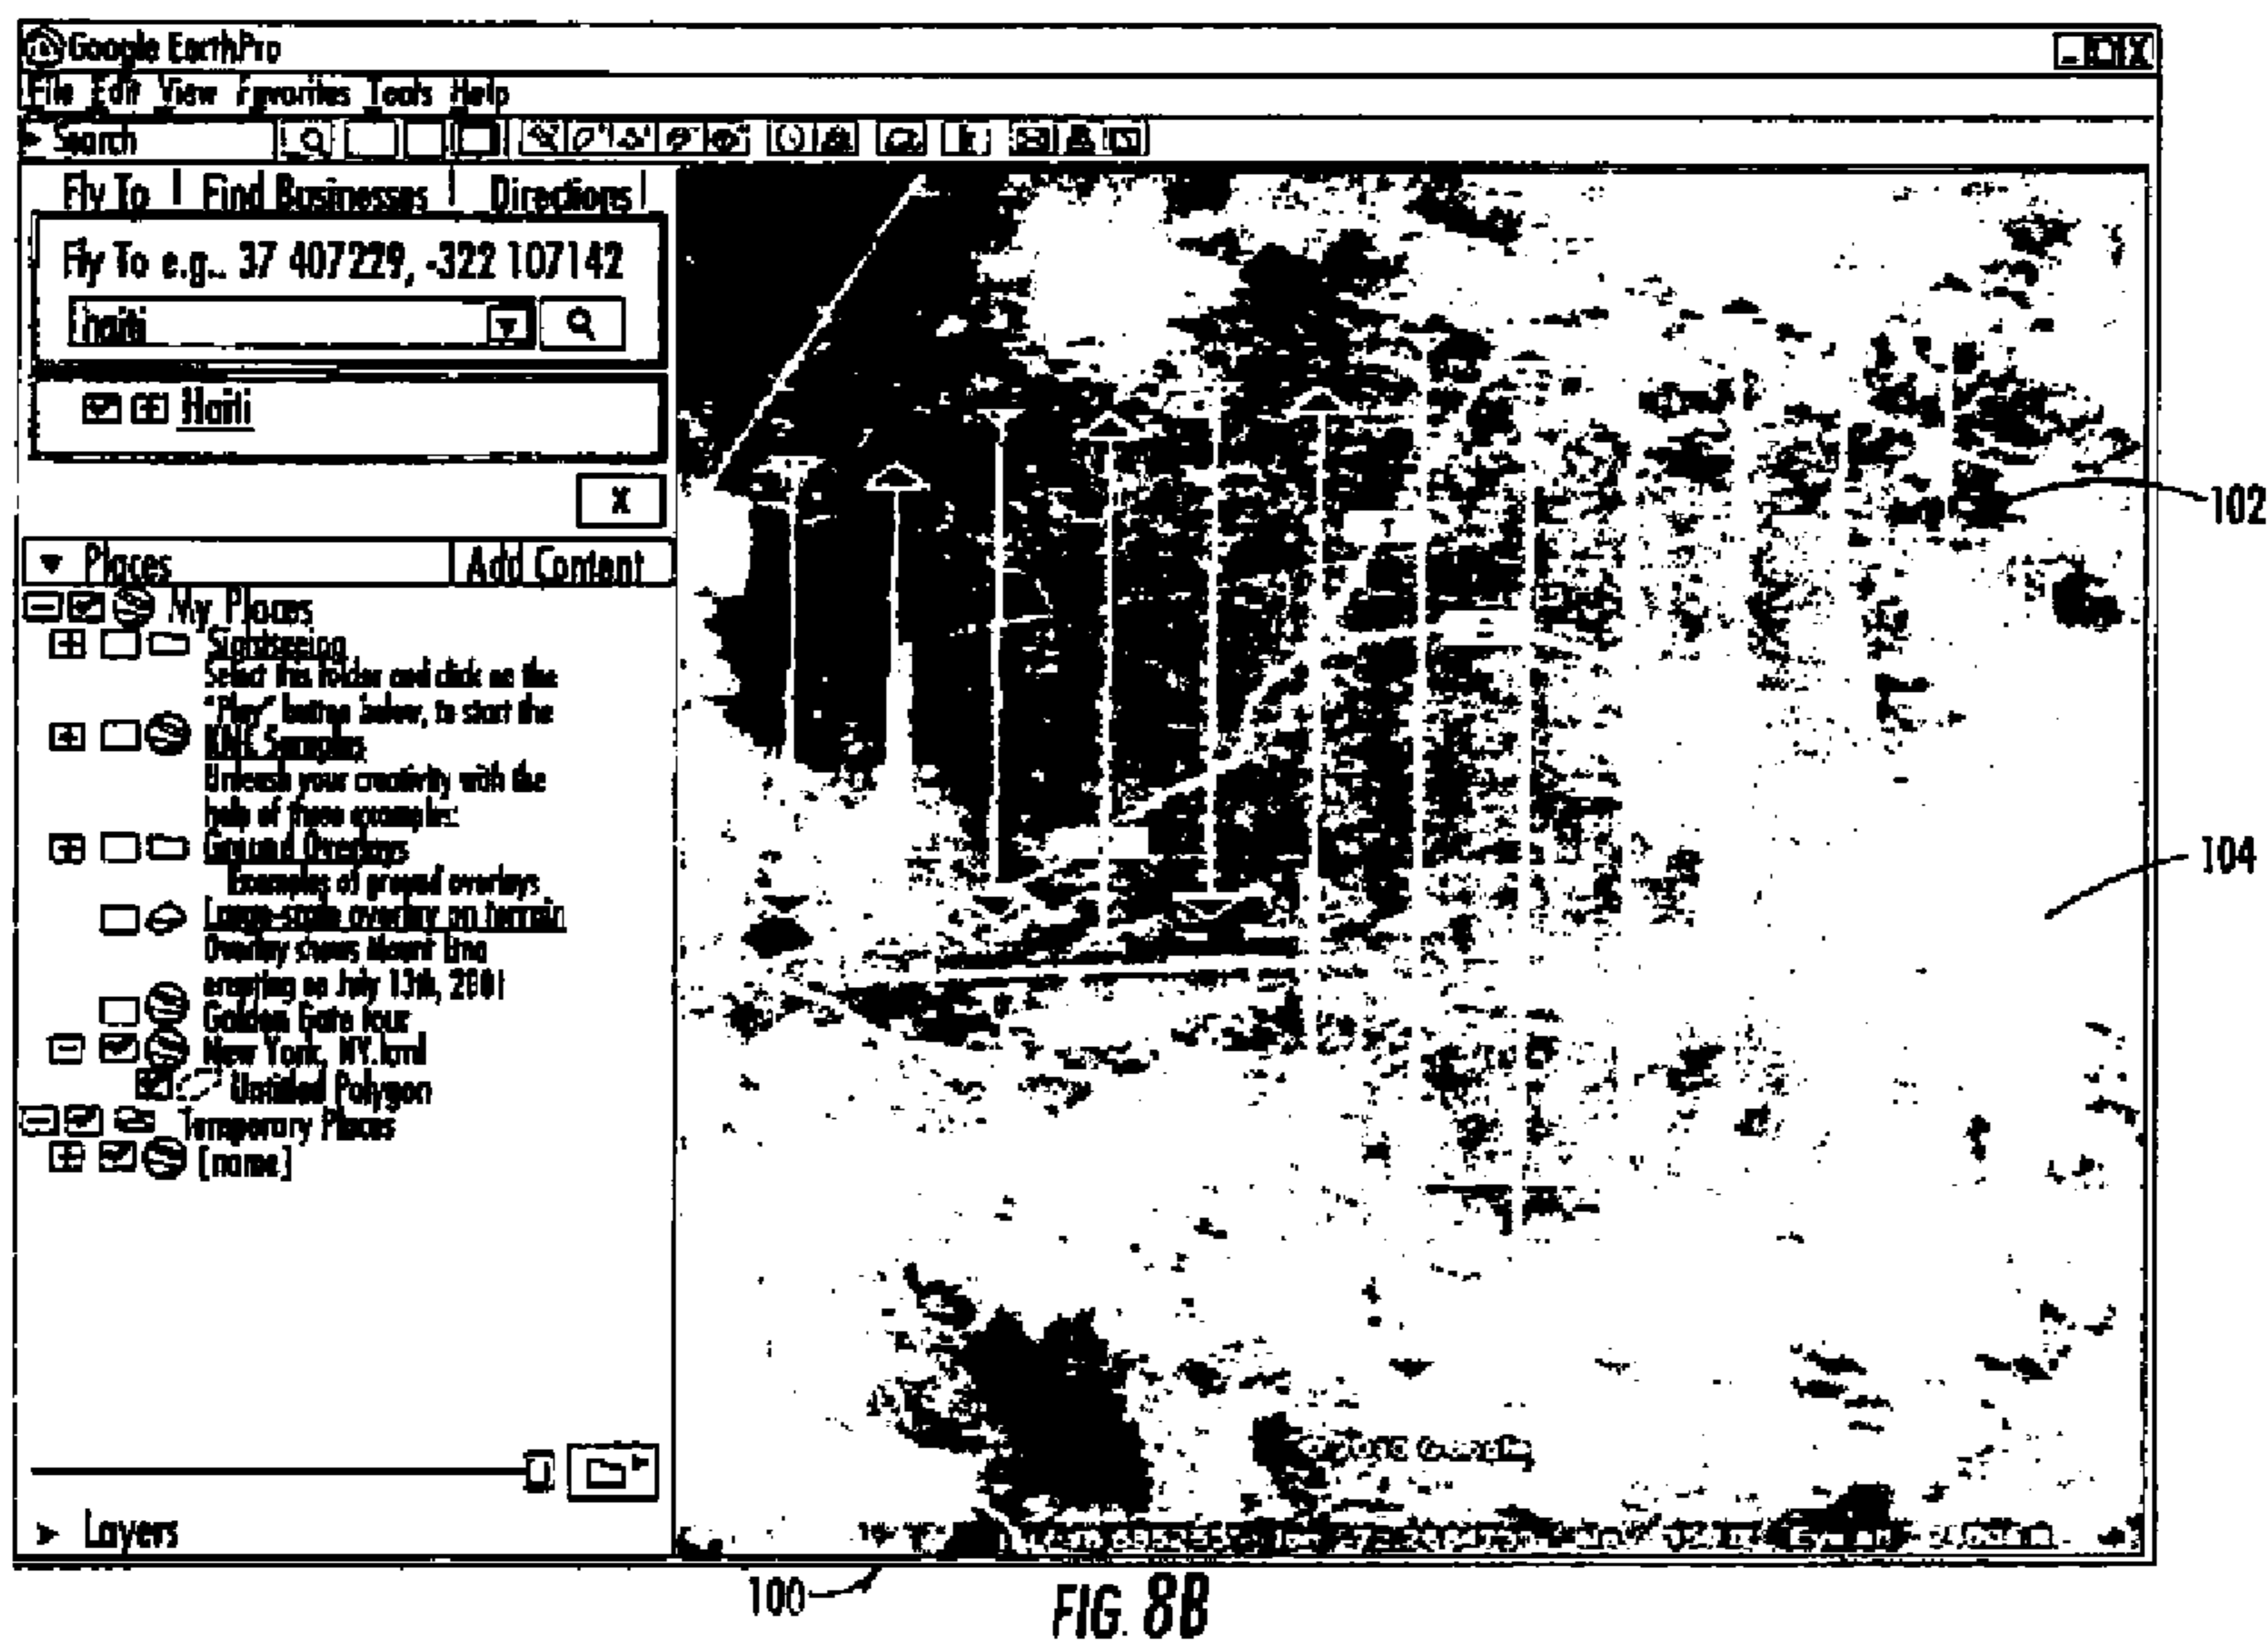 Google EarthPro
File Edit View Favorites Tools Help
Search
Fly To Find Businesses Directions
Fly To e.g.. 37 407229, -322 107142
haiti
Haiti
X
Places Add Content
My Places
Sightseeing
Select this folder and click on the
"Play" button below, to start the
KML Samples
Unleash your creativity with the
help of these examples:
Ground Overlays
Examples of ground overlays
Large-scale overlay on terrain
Overlay shows Mount Etna
erupting on July 13th, 2001
Golden Gate tour
New York, NY.kml
Untitled Polygon
Temporary Places
[name]
Layers
102
104
100
FIG. 8B